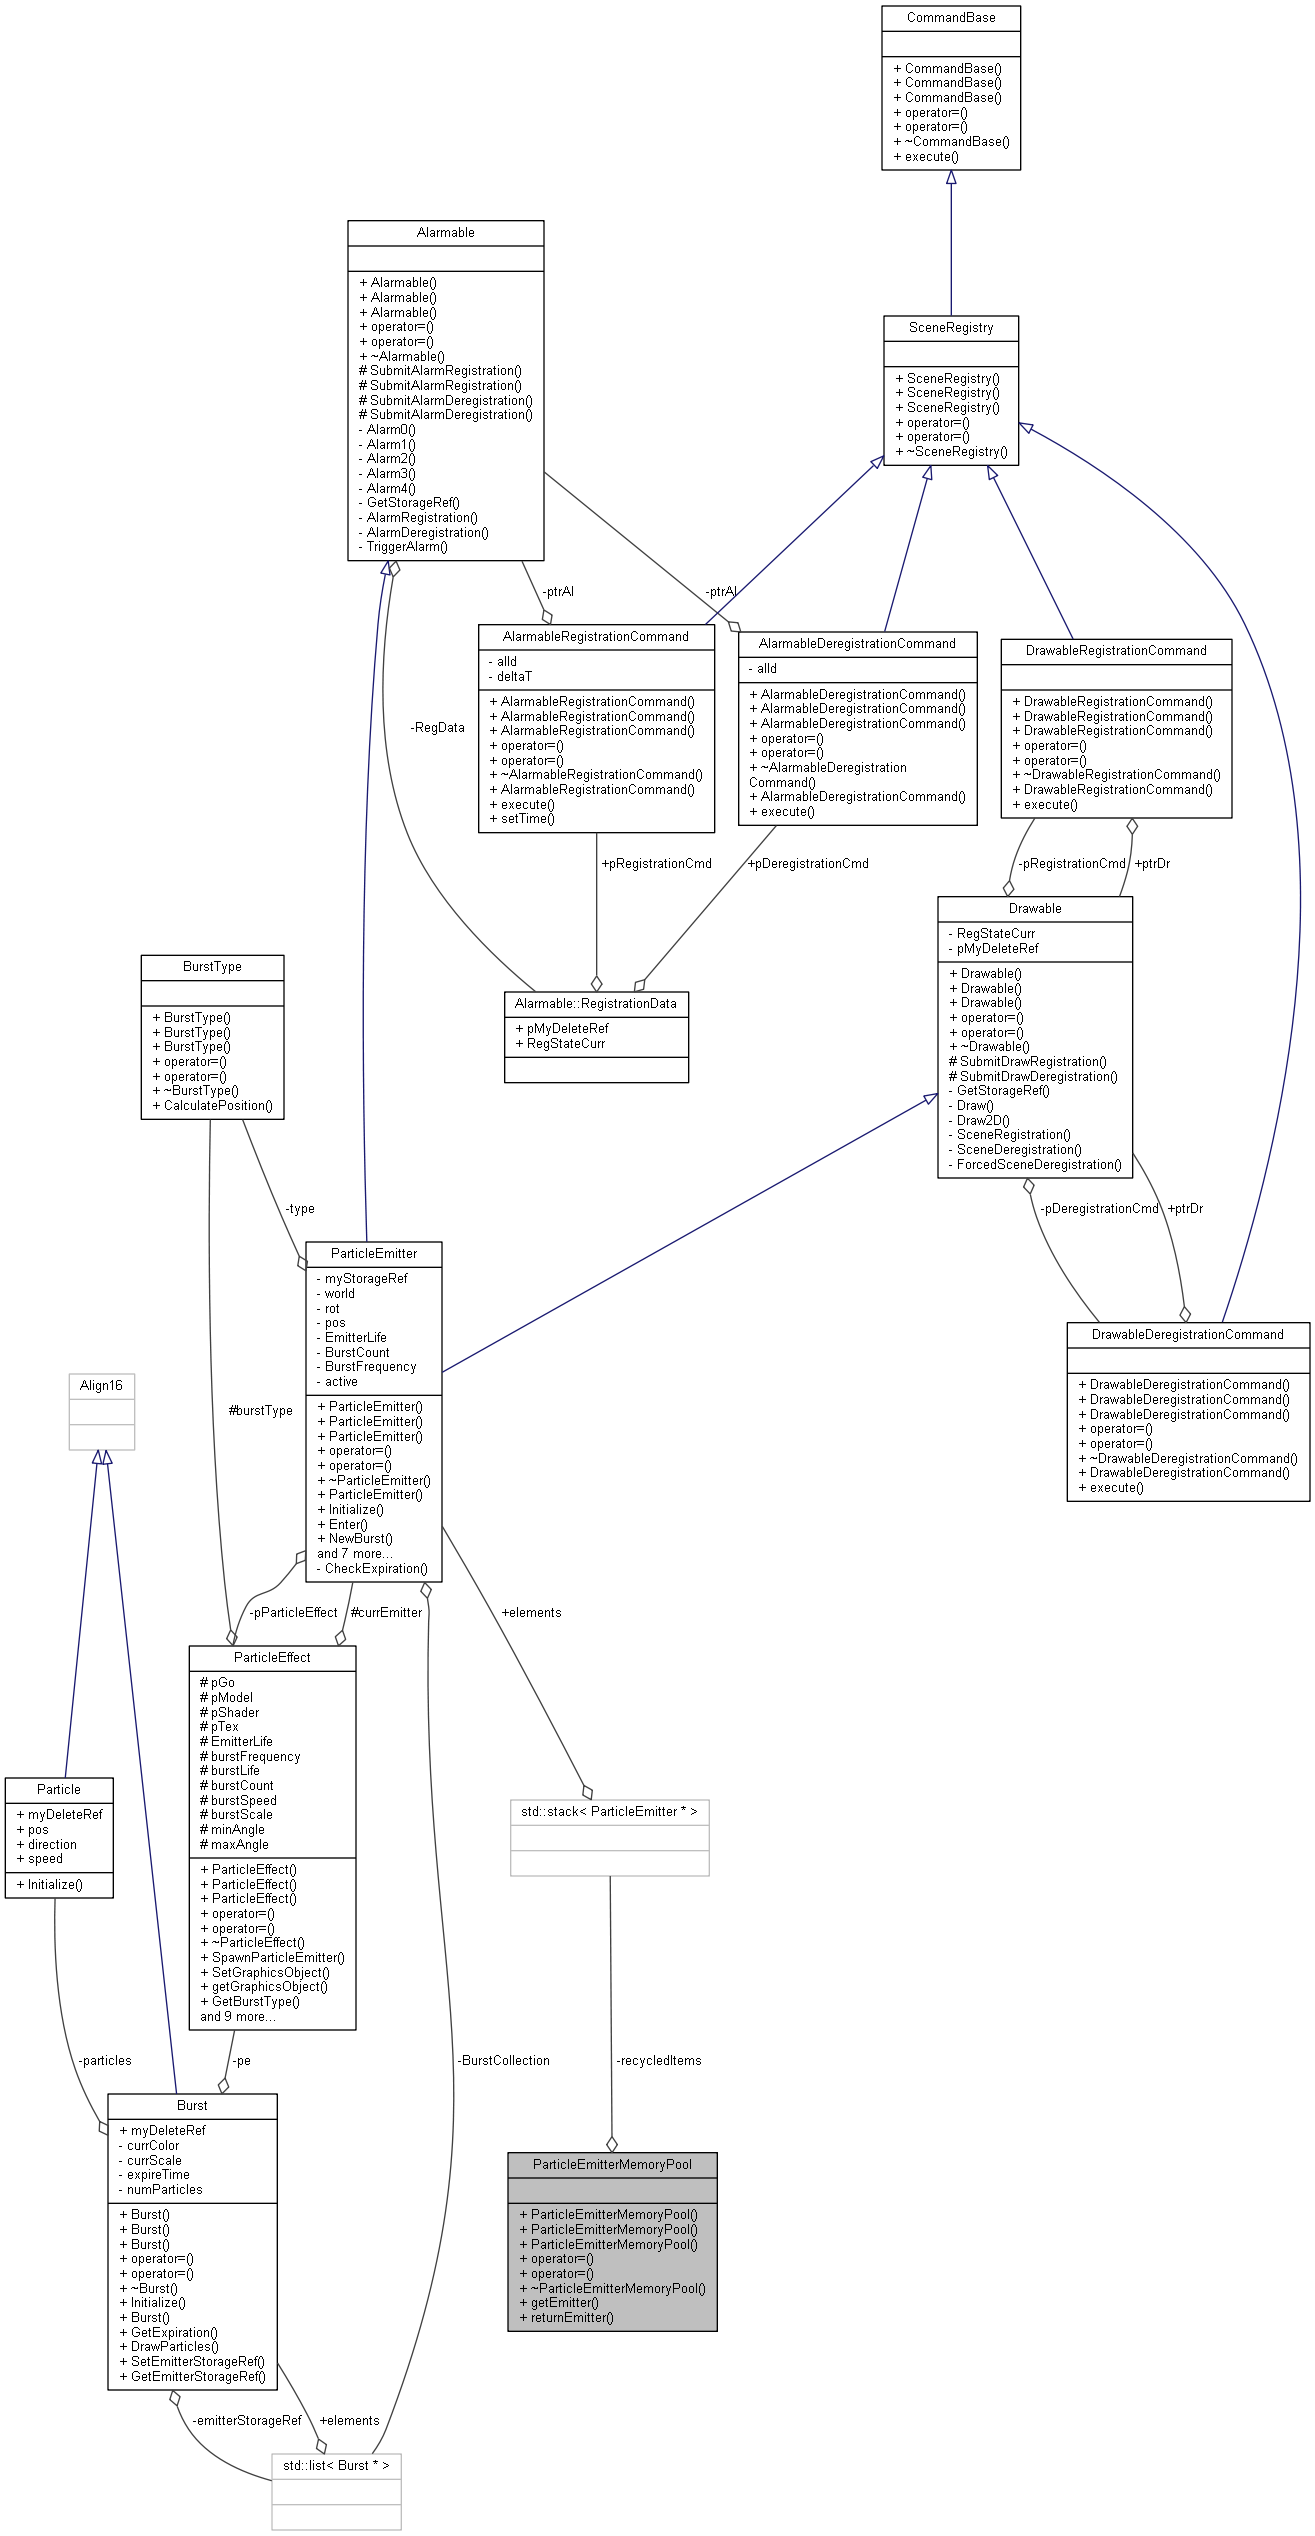 CommandBase
+ CommandBase()
+ CommandBase()
+ CommandBase()
+ operator=()
+ operator=()
+ ~CommandBase()
+ execute()
Alarmable
+ Alarmable()
+ Alarmable()
+ Alarmable()
+ operator=()
+ operator=()
+ ~Alarmable()
# SubmitAlarmRegistration()
# SubmitAlarmRegistration()
# SubmitAlarmDeregistration()
# SubmitAlarmDeregistration()
- Alarm0()
- Alarm1()
- Alarm2()
- Alarm3()
- Alarm4()
- GetStorageRef()
- AlarmRegistration()
- AlarmDeregistration()
- TriggerAlarm()
SceneRegistry
+ SceneRegistry()
+ SceneRegistry()
+ SceneRegistry()
+ operator=()
+ operator=()
+ ~SceneRegistry()
-ptrAl
-ptrAl
AlarmableRegistrationCommand
- alId
- deltaT
+ AlarmableRegistrationCommand()
+ AlarmableRegistrationCommand()
+ AlarmableRegistrationCommand()
+ operator=()
+ operator=()
+ ~AlarmableRegistrationCommand()
+ AlarmableRegistrationCommand()
+ execute()
+ setTime()
AlarmableDeregistrationCommand
- alId
+ AlarmableDeregistrationCommand()
+ AlarmableDeregistrationCommand()
+ AlarmableDeregistrationCommand()
+ operator=()
+ operator=()
+ ~AlarmableDeregistration
Command()
+ AlarmableDeregistrationCommand()
+ execute()
DrawableRegistrationCommand
+ DrawableRegistrationCommand()
+ DrawableRegistrationCommand()
+ DrawableRegistrationCommand()
+ operator=()
+ operator=()
+ ~DrawableRegistrationCommand()
+ DrawableRegistrationCommand()
+ execute()
-RegData
+pRegistrationCmd
+pDeregistrationCmd
-pRegistrationCmd
+ptrDr
Drawable
- RegStateCurr
- pMyDeleteRef
+ Drawable()
+ Drawable()
+ Drawable()
+ operator=()
+ operator=()
+ ~Drawable()
# SubmitDrawRegistration()
# SubmitDrawDeregistration()
- GetStorageRef()
- Draw()
- Draw2D()
- SceneRegistration()
- SceneDeregistration()
- ForcedSceneDeregistration()
Alarmable::RegistrationData
+ pMyDeleteRef
+ RegStateCurr
BurstType
+ BurstType()
+ BurstType()
+ BurstType()
+ operator=()
+ operator=()
+ ~BurstType()
+ CalculatePosition()
-type
-pDeregistrationCmd
+ptrDr
ParticleEmitter
- myStorageRef
- world
- rot
- pos
- EmitterLife
- BurstCount
- BurstFrequency
- active
+ ParticleEmitter()
+ ParticleEmitter()
+ ParticleEmitter()
+ operator=()
+ operator=()
+ ~ParticleEmitter()
+ ParticleEmitter()
+ Initialize()
+ Enter()
+ NewBurst()
and 7 more...
- CheckExpiration()
DrawableDeregistrationCommand
+ DrawableDeregistrationCommand()
+ DrawableDeregistrationCommand()
+ DrawableDeregistrationCommand()
+ operator=()
+ operator=()
+ ~DrawableDeregistrationCommand()
+ DrawableDeregistrationCommand()
+ execute()
Align16
#burstType
-pParticleEffect
#currEmitter
+elements
ParticleEffect
# pGo
# pModel
# pShader
# pTex
# EmitterLife
# burstFrequency
# burstLife
# burstCount
# burstSpeed
# burstScale
# minAngle
# maxAngle
+ ParticleEffect()
+ ParticleEffect()
+ ParticleEffect()
+ operator=()
+ operator=()
+ ~ParticleEffect()
+ SpawnParticleEmitter()
+ SetGraphicsObject()
+ getGraphicsObject()
+ GetBurstType()
and 9 more...
Particle
+ myDeleteRef
+ pos
+ direction
+ speed
+ Initialize()
std::stack< ParticleEmitter * >
-particles
-pe
-BurstCollection
-recycledItems
Burst
+ myDeleteRef
- currColor
- currScale
- expireTime
- numParticles
+ Burst()
+ Burst()
+ Burst()
+ operator=()
+ operator=()
+ ~Burst()
+ Initialize()
+ Burst()
+ GetExpiration()
+ DrawParticles()
+ SetEmitterStorageRef()
+ GetEmitterStorageRef()
ParticleEmitterMemoryPool
+ ParticleEmitterMemoryPool()
+ ParticleEmitterMemoryPool()
+ ParticleEmitterMemoryPool()
+ operator=()
+ operator=()
+ ~ParticleEmitterMemoryPool()
+ getEmitter()
+ returnEmitter()
-emitterStorageRef
+elements
std::list< Burst * >